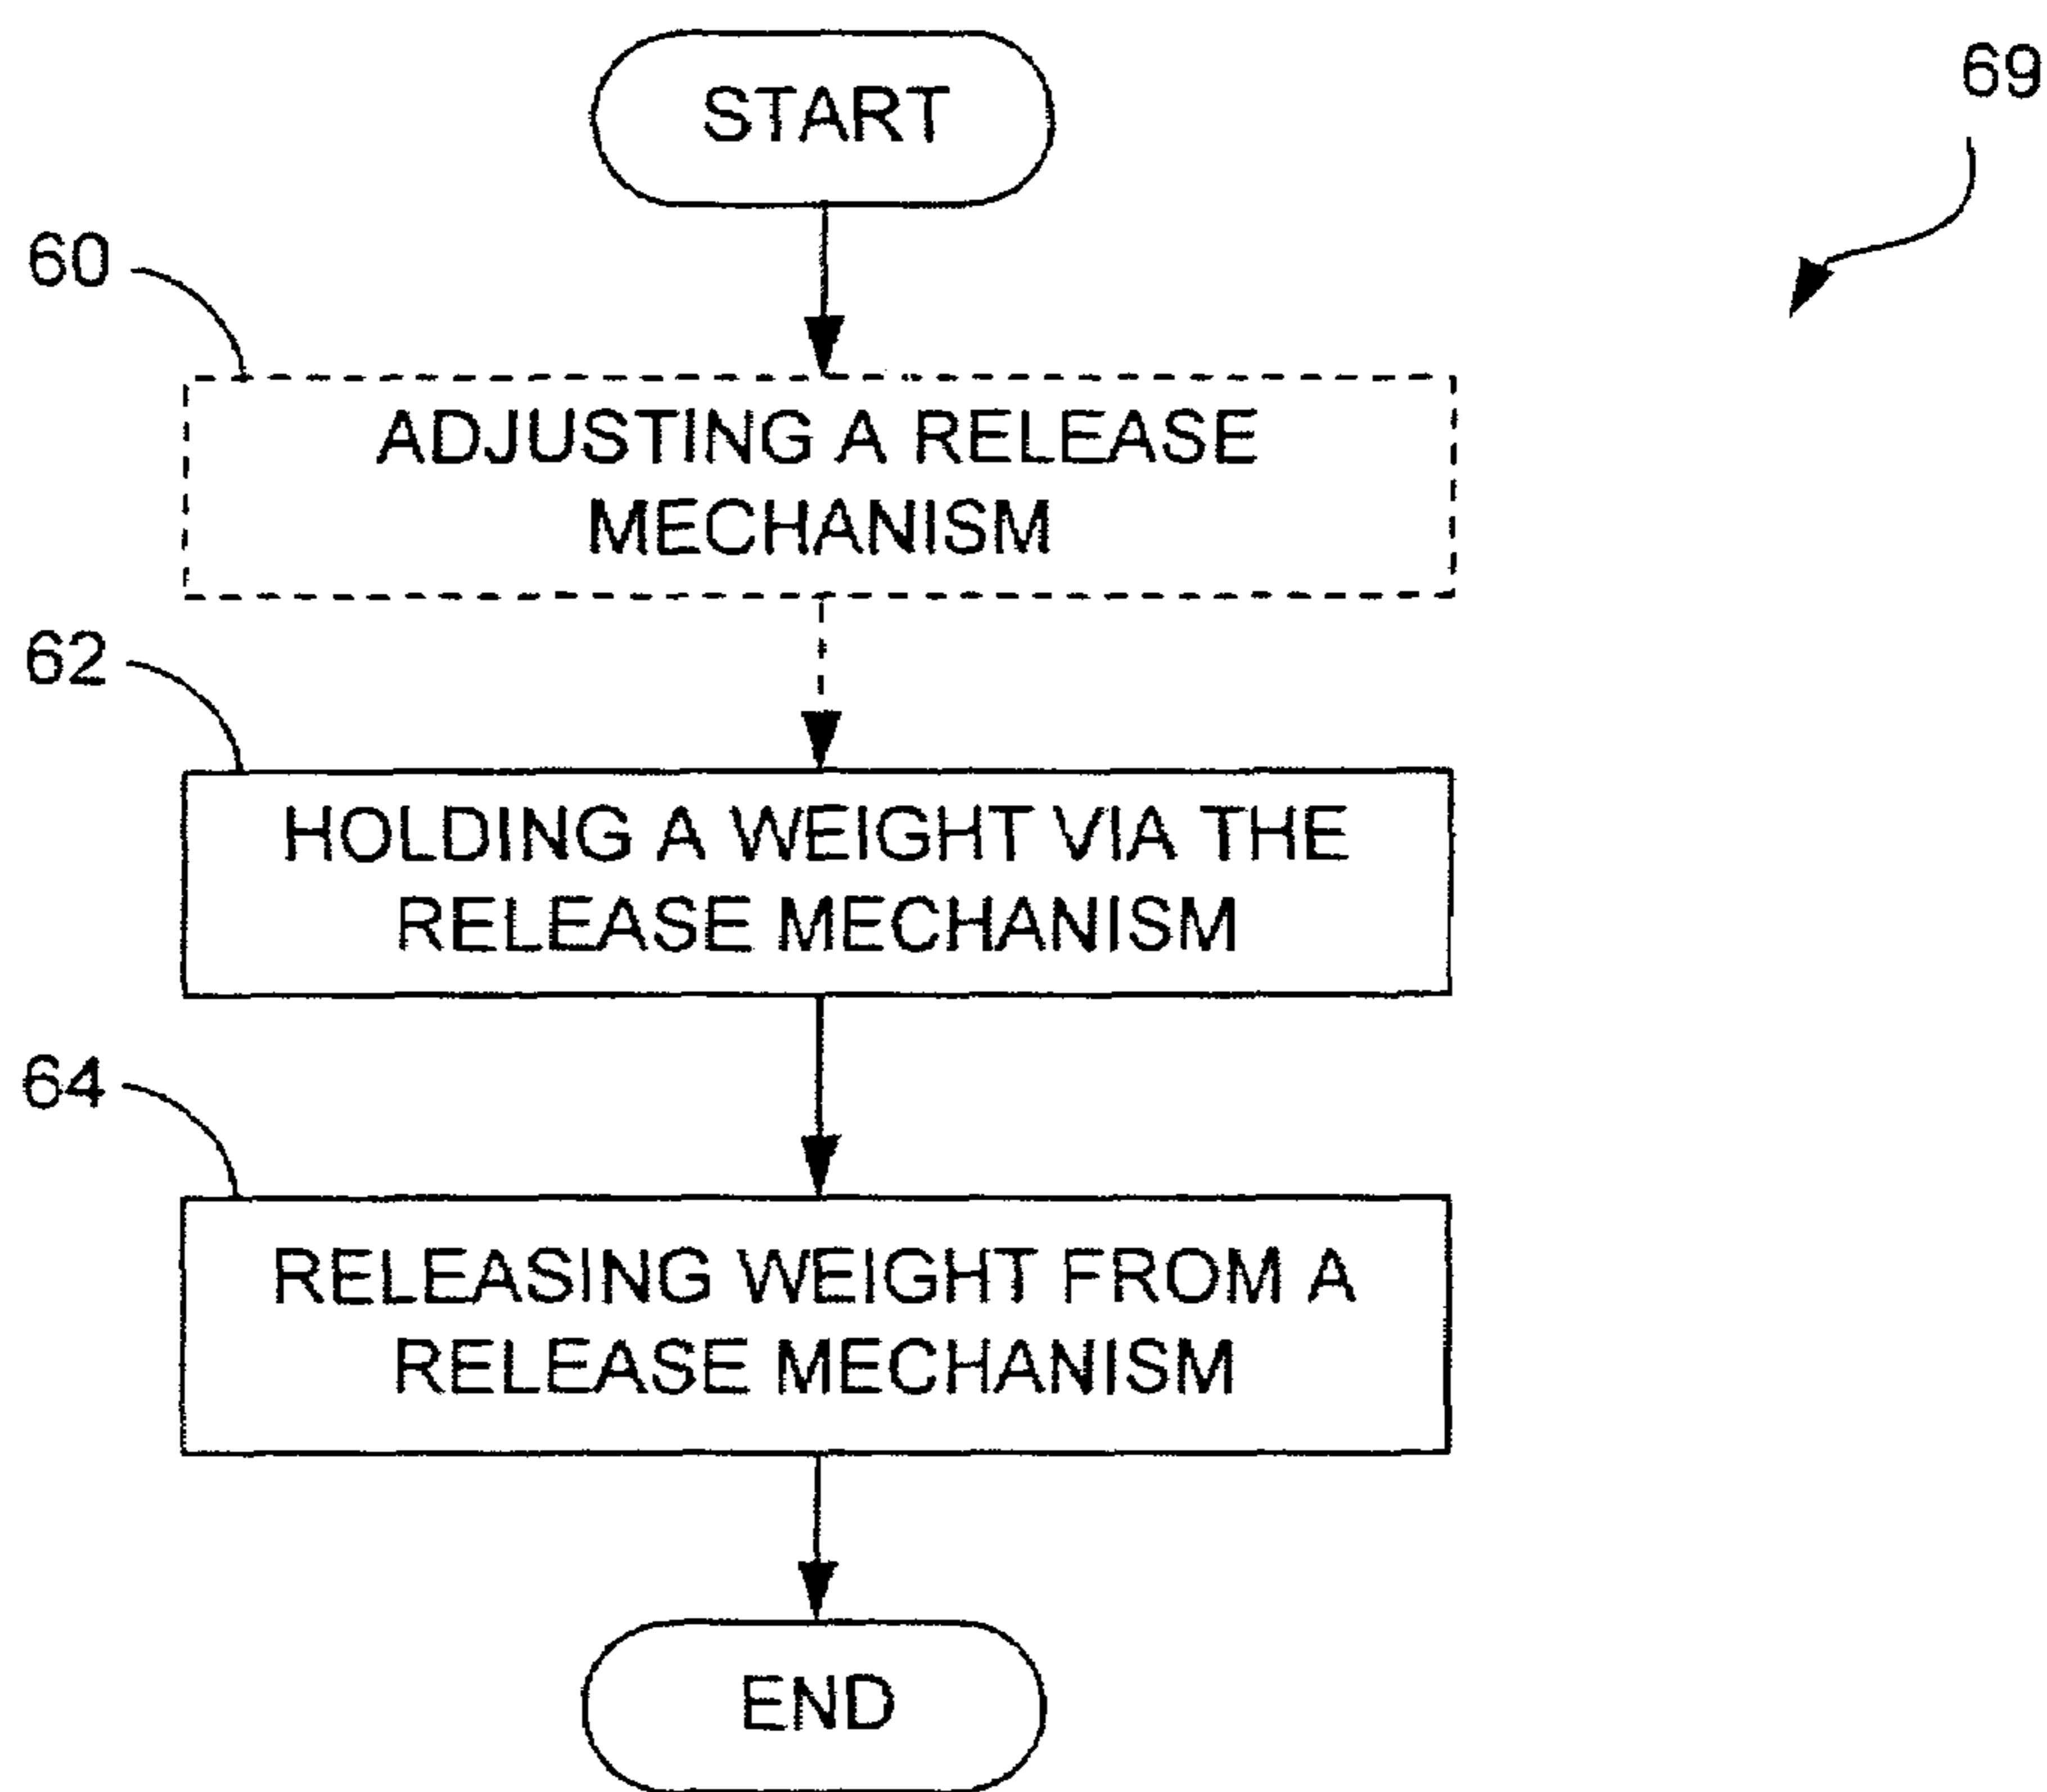 START
69
60
ADJUSTING A RELEASE
MECHANISM
62
HOLDING A WEIGHT VIA THE
RELEASE MECHANISM
64
RELEASING WEIGHT FROM A
RELEASE MECHANISM
END